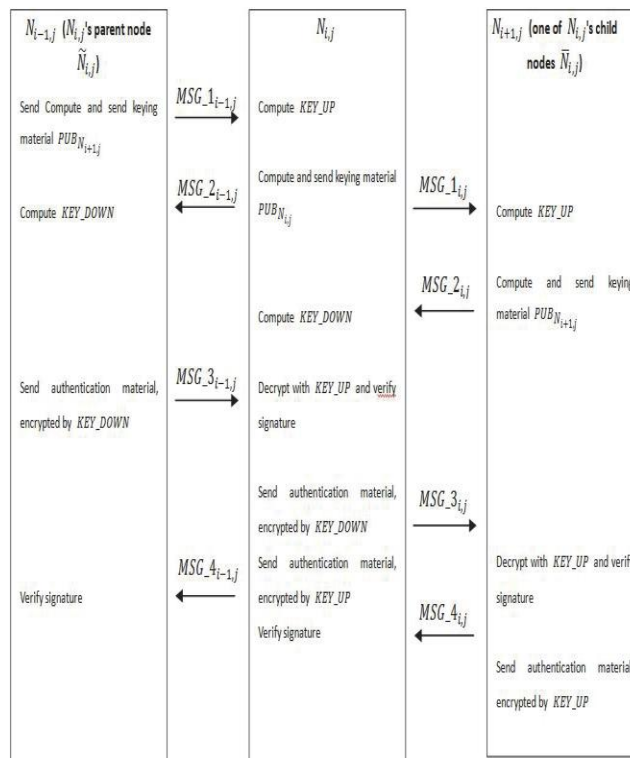 N_{i−1,j} (N_{i,j}'s parent node
Ñ_{i,j})
Send Compute and send keying
material PUB_{N_{i+1,j}}
Compute KEY_DOWN
Send authentication material,
encrypted by KEY_DOWN
Verify signature
MSG_1_{i−1,j}
MSG_2_{i−1,j}
MSG_3_{i−1,j}
MSG_4_{i−1,j}
N_{i,j}
Compute KEY_UP
Compute and send keying material
PUB_{N_{i,j}}
Compute KEY_DOWN
Decrypt with KEY_UP and verify
signature
Send authentication material,
encrypted by KEY_DOWN
Send authentication material,
encrypted by KEY_UP
Verify signature
MSG_1_{i,j}
MSG_2_{i,j}
MSG_3_{i,j}
MSG_4_{i,j}
N_{i+1,j} (one of N_{i,j}'s child
nodes N̄_{i,j})
Compute KEY_UP
Compute and send keying
material PUB_{N_{i+1,j}}
Decrypt with KEY_UP and verify
signature
Send authentication material,
encrypted by KEY_UP